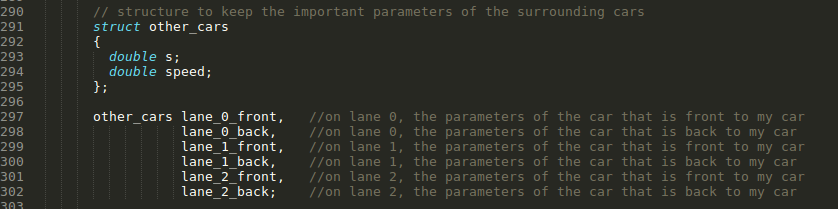 290 // structure to keep the important parameters of the surrounding cars
291 struct other_cars
292 {
293 double s;
294 double speed;
295 };
296
297 other_cars lane_0_front, //on lane 0, the parameters of the car that is front to my car
298 lane_0_back, //on lane 0, the parameters of the car that is back to my car
299 lane_1_front, //on lane 1, the parameters of the car that is front to my car
300 lane_1_back, //on lane 1, the parameters of the car that is back to my car
301 lane_2_front, //on lane 2, the parameters of the car that is front to my car
302 lane_2_back; //on lane 2, the parameters of the car that is back to my car
303